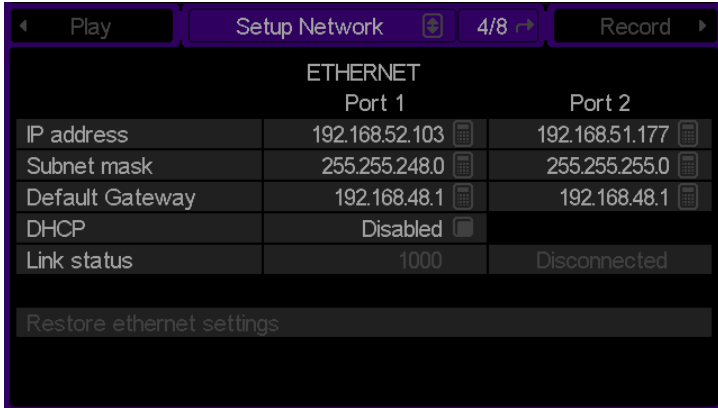 Play Setup Network 4/8 Record
ETHERNET
Port 1 Port 2
IP address 192.168.52.103 192.168.51.177
Subnet mask 255.255.248.0 255.255.255.0
Default Gateway 192.168.48.1 192.168.48.1
DHCP Disabled
Link status 1000 Disconnected
Restore ethernet settings